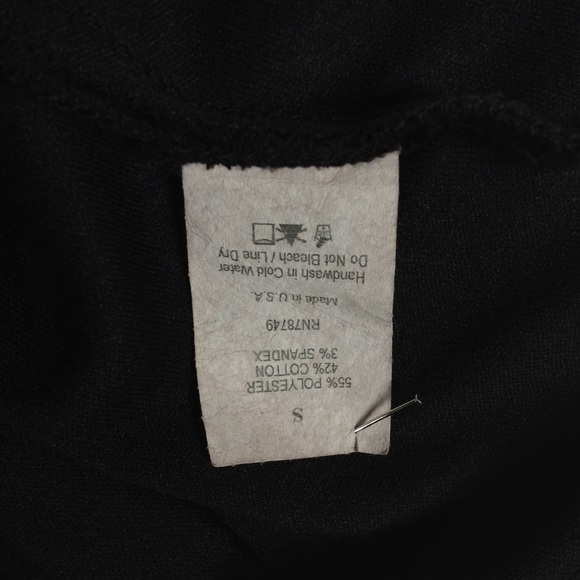 S
55% POLYESTER
42% COTTON
3% SPANDEX
RN78749
Made in U.S.A.
Handwash in Cold Water
Do Not Bleach / Line Dry